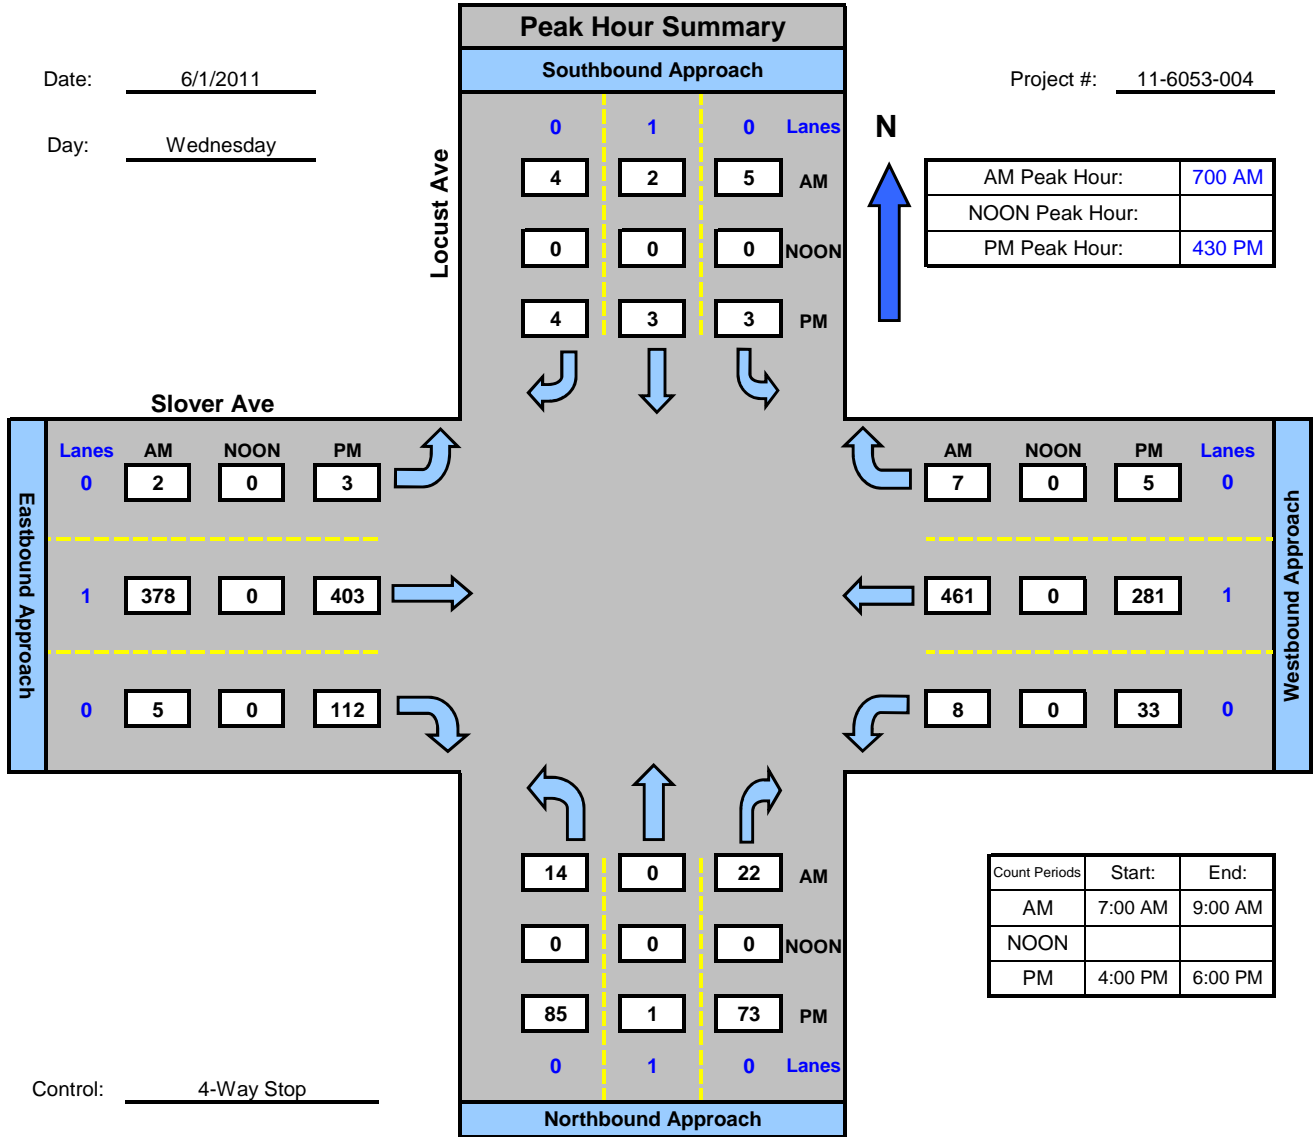 Peak Hour Summary
Southbound Approach
Date: 6/1/2011
Project #: 11-6053-004
Day: Wednesday
Locust Ave
0 1 0 Lanes
4 2 5 AM
0 0 0 NOON
4 3 3 PM
N
AM Peak Hour: 700 AM
NOON Peak Hour:
PM Peak Hour: 430 PM
Slover Ave
Eastbound Approach
Lanes AM NOON PM
0 2 0 3
1 378 0 403
0 5 0 112
AM NOON PM Lanes
7 0 5 0
461 0 281 1
8 0 33 0
Westbound Approach
14 0 22 AM
0 0 0 NOON
85 1 73 PM
0 1 0 Lanes
Northbound Approach
Count Periods Start: End:
AM 7:00 AM 9:00 AM
NOON
PM 4:00 PM 6:00 PM
Control: 4-Way Stop